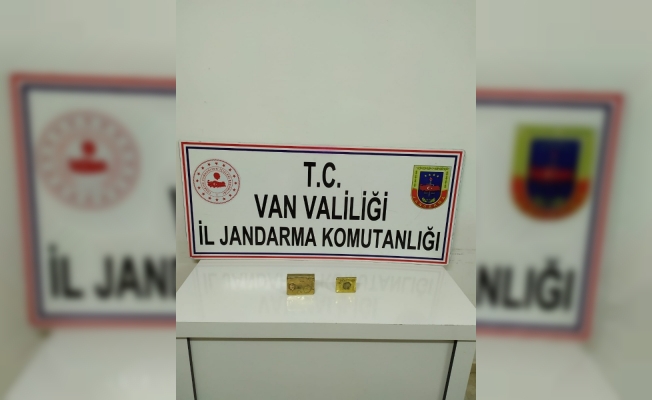 T.C.
VAN VALİLİĞİ
İL JANDARMA KOMUTANLIĞI